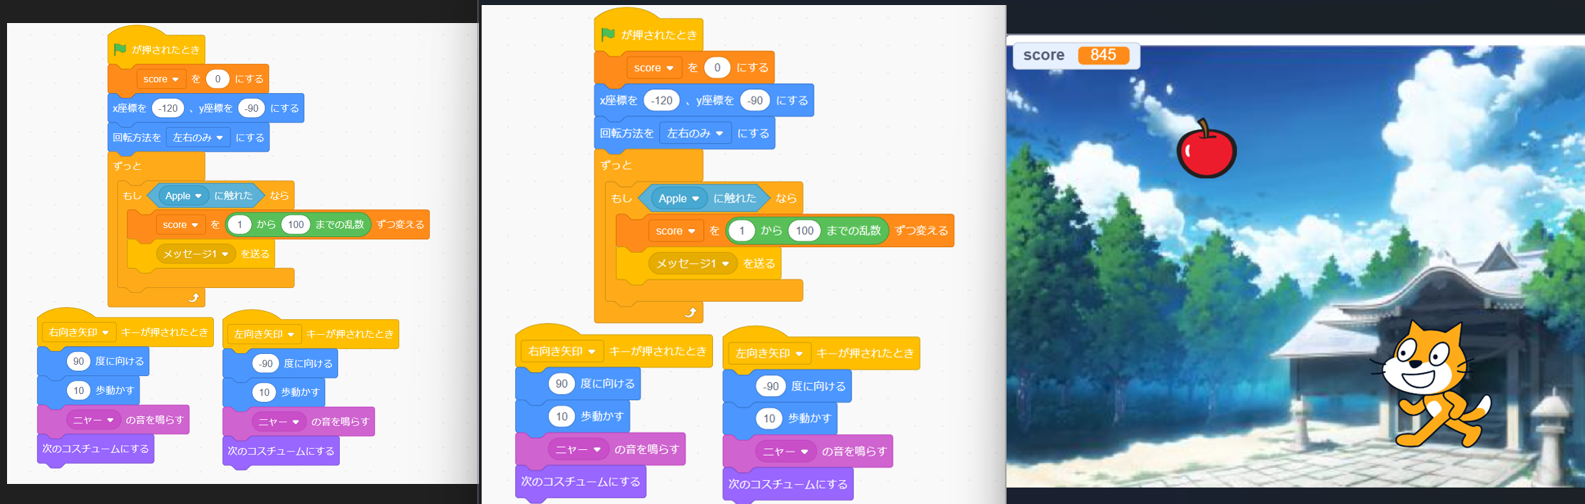 が押されたとき
score を 0 にする
x座標を -120 、y座標を -90 にする
回転方法を 左右のみ にする
ずっと
もし Apple に触れた なら
score を 1 から 100 までの乱数 ずつ変える
メッセージ1 を送る
右向き矢印 キーが押されたとき
90 度に向ける
10 歩動かす
ニャー の音を鳴らす
次のコスチュームにする
左向き矢印 キーが押されたとき
-90 度に向ける
10 歩動かす
ニャー の音を鳴らす
次のコスチュームにする
が押されたとき
score を 0 にする
x座標を -120 、y座標を -90 にする
回転方法を 左右のみ にする
ずっと
もし Apple に触れた なら
score を 1 から 100 までの乱数 ずつ変える
メッセージ1 を送る
右向き矢印 キーが押されたとき
90 度に向ける
10 歩動かす
ニャー の音を鳴らす
次のコスチュームにする
左向き矢印 キーが押されたとき
-90 度に向ける
10 歩動かす
ニャー の音を鳴らす
次のコスチュームにする
score 845